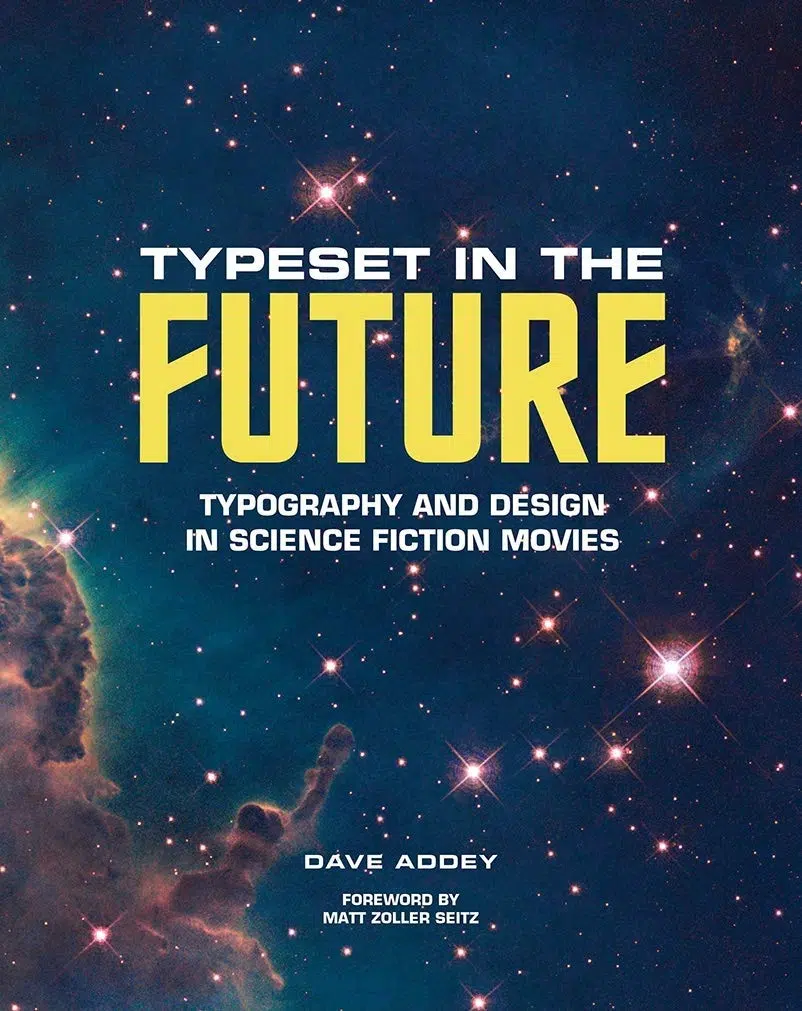 TYPESET IN THE
FUTURE
TYPOGRAPHY AND DESIGN
IN SCIENCE FICTION MOVIES
DAVE ADDEY
FOREWORD BY
MATT ZOLLER SEITZ